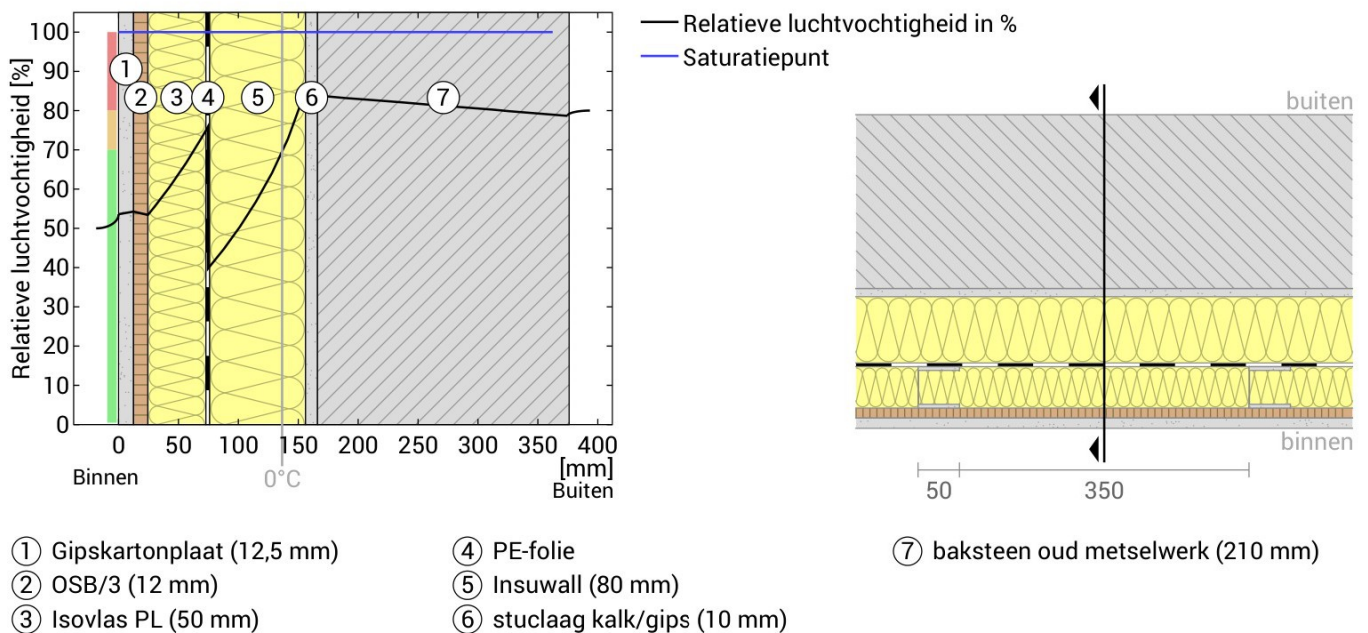 Relatieve luchtvochtigheid [%]
100
90
80
70
60
50
40
30
20
10
0
1
2
3
4
5
6
7
0 50 100 150 200 250 300 350 400
[mm]
Binnen
0°C
Buiten
Relatieve luchtvochtigheid in %
Saturatiepunt
buiten
binnen
50
350
1 Gipskartonplaat (12,5 mm)
2 OSB/3 (12 mm)
3 Isovlas PL (50 mm)
4 PE-folie
5 Insuwall (80 mm)
6 stuclaag kalk/gips (10 mm)
7 baksteen oud metselwerk (210 mm)